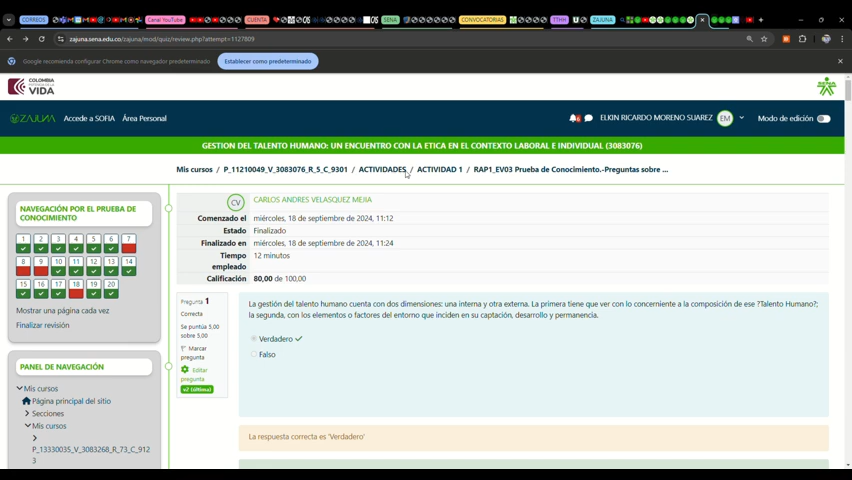 CORREOS
Canal YouTube
CUENTA
SENA
CONVOCATORIAS
TTHH
ZAJUNA
zajuna.sena.edu.co/zajuna/mod/quiz/review.php?attempt=1127809
Google recomienda configurar Chrome como navegador predeterminado
Establecer como predeterminado
COLOMBIA
VIDA
SENA
ZAJUNA
Accede a SOFIA
Área Personal
6
ELKIN RICARDO MORENO SUAREZ
EM
Modo de edición
GESTION DEL TALENTO HUMANO: UN ENCUENTRO CON LA ETICA EN EL CONTEXTO LABORAL E INDIVIDUAL (3083076)
Mis cursos / P_11210049_V_3083076_R_5_C_9301 / ACTIVIDADES / ACTIVIDAD 1 / RAP1_EV03 Prueba de Conocimiento.-Preguntas sobre ...
NAVEGACIÓN POR EL PRUEBA DE
CONOCIMIENTO
1 2 3 4 5 6 7
8 9 10 11 12 13 14
15 16 17 18 19 20
Mostrar una página cada vez
Finalizar revisión
PANEL DE NAVEGACIÓN
Mis cursos
Página principal del sitio
Secciones
Mis cursos
P_13330035_V_3083268_R_73_C_912
3
CV
CARLOS ANDRES VELASQUEZ MEJIA
Comenzado el miércoles, 18 de septiembre de 2024, 11:12
Estado Finalizado
Finalizado en miércoles, 18 de septiembre de 2024, 11:24
Tiempo 12 minutos
empleado
Calificación 80,00 de 100,00
Pregunta 1
Correcta
Se puntúa 5,00
sobre 5,00
Marcar
pregunta
Editar
pregunta
v2 (última)
La gestión del talento humano cuenta con dos dimensiones: una interna y otra externa. La primera tiene que ver con lo concerniente a la composición de ese ?Talento Humano?;
la segunda, con los elementos o factores del entorno que inciden en su captación, desarrollo y permanencia.
Verdadero
Falso
La respuesta correcta es 'Verdadero'